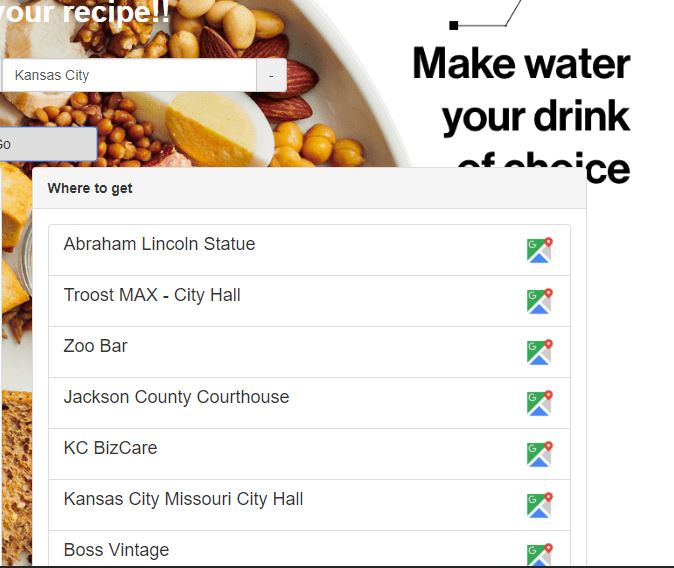 your recipe!!
Kansas City
-
Go
Make water
your drink
of choice
Where to get
Abraham Lincoln Statue
Troost MAX - City Hall
Zoo Bar
Jackson County Courthouse
KC BizCare
Kansas City Missouri City Hall
Boss Vintage